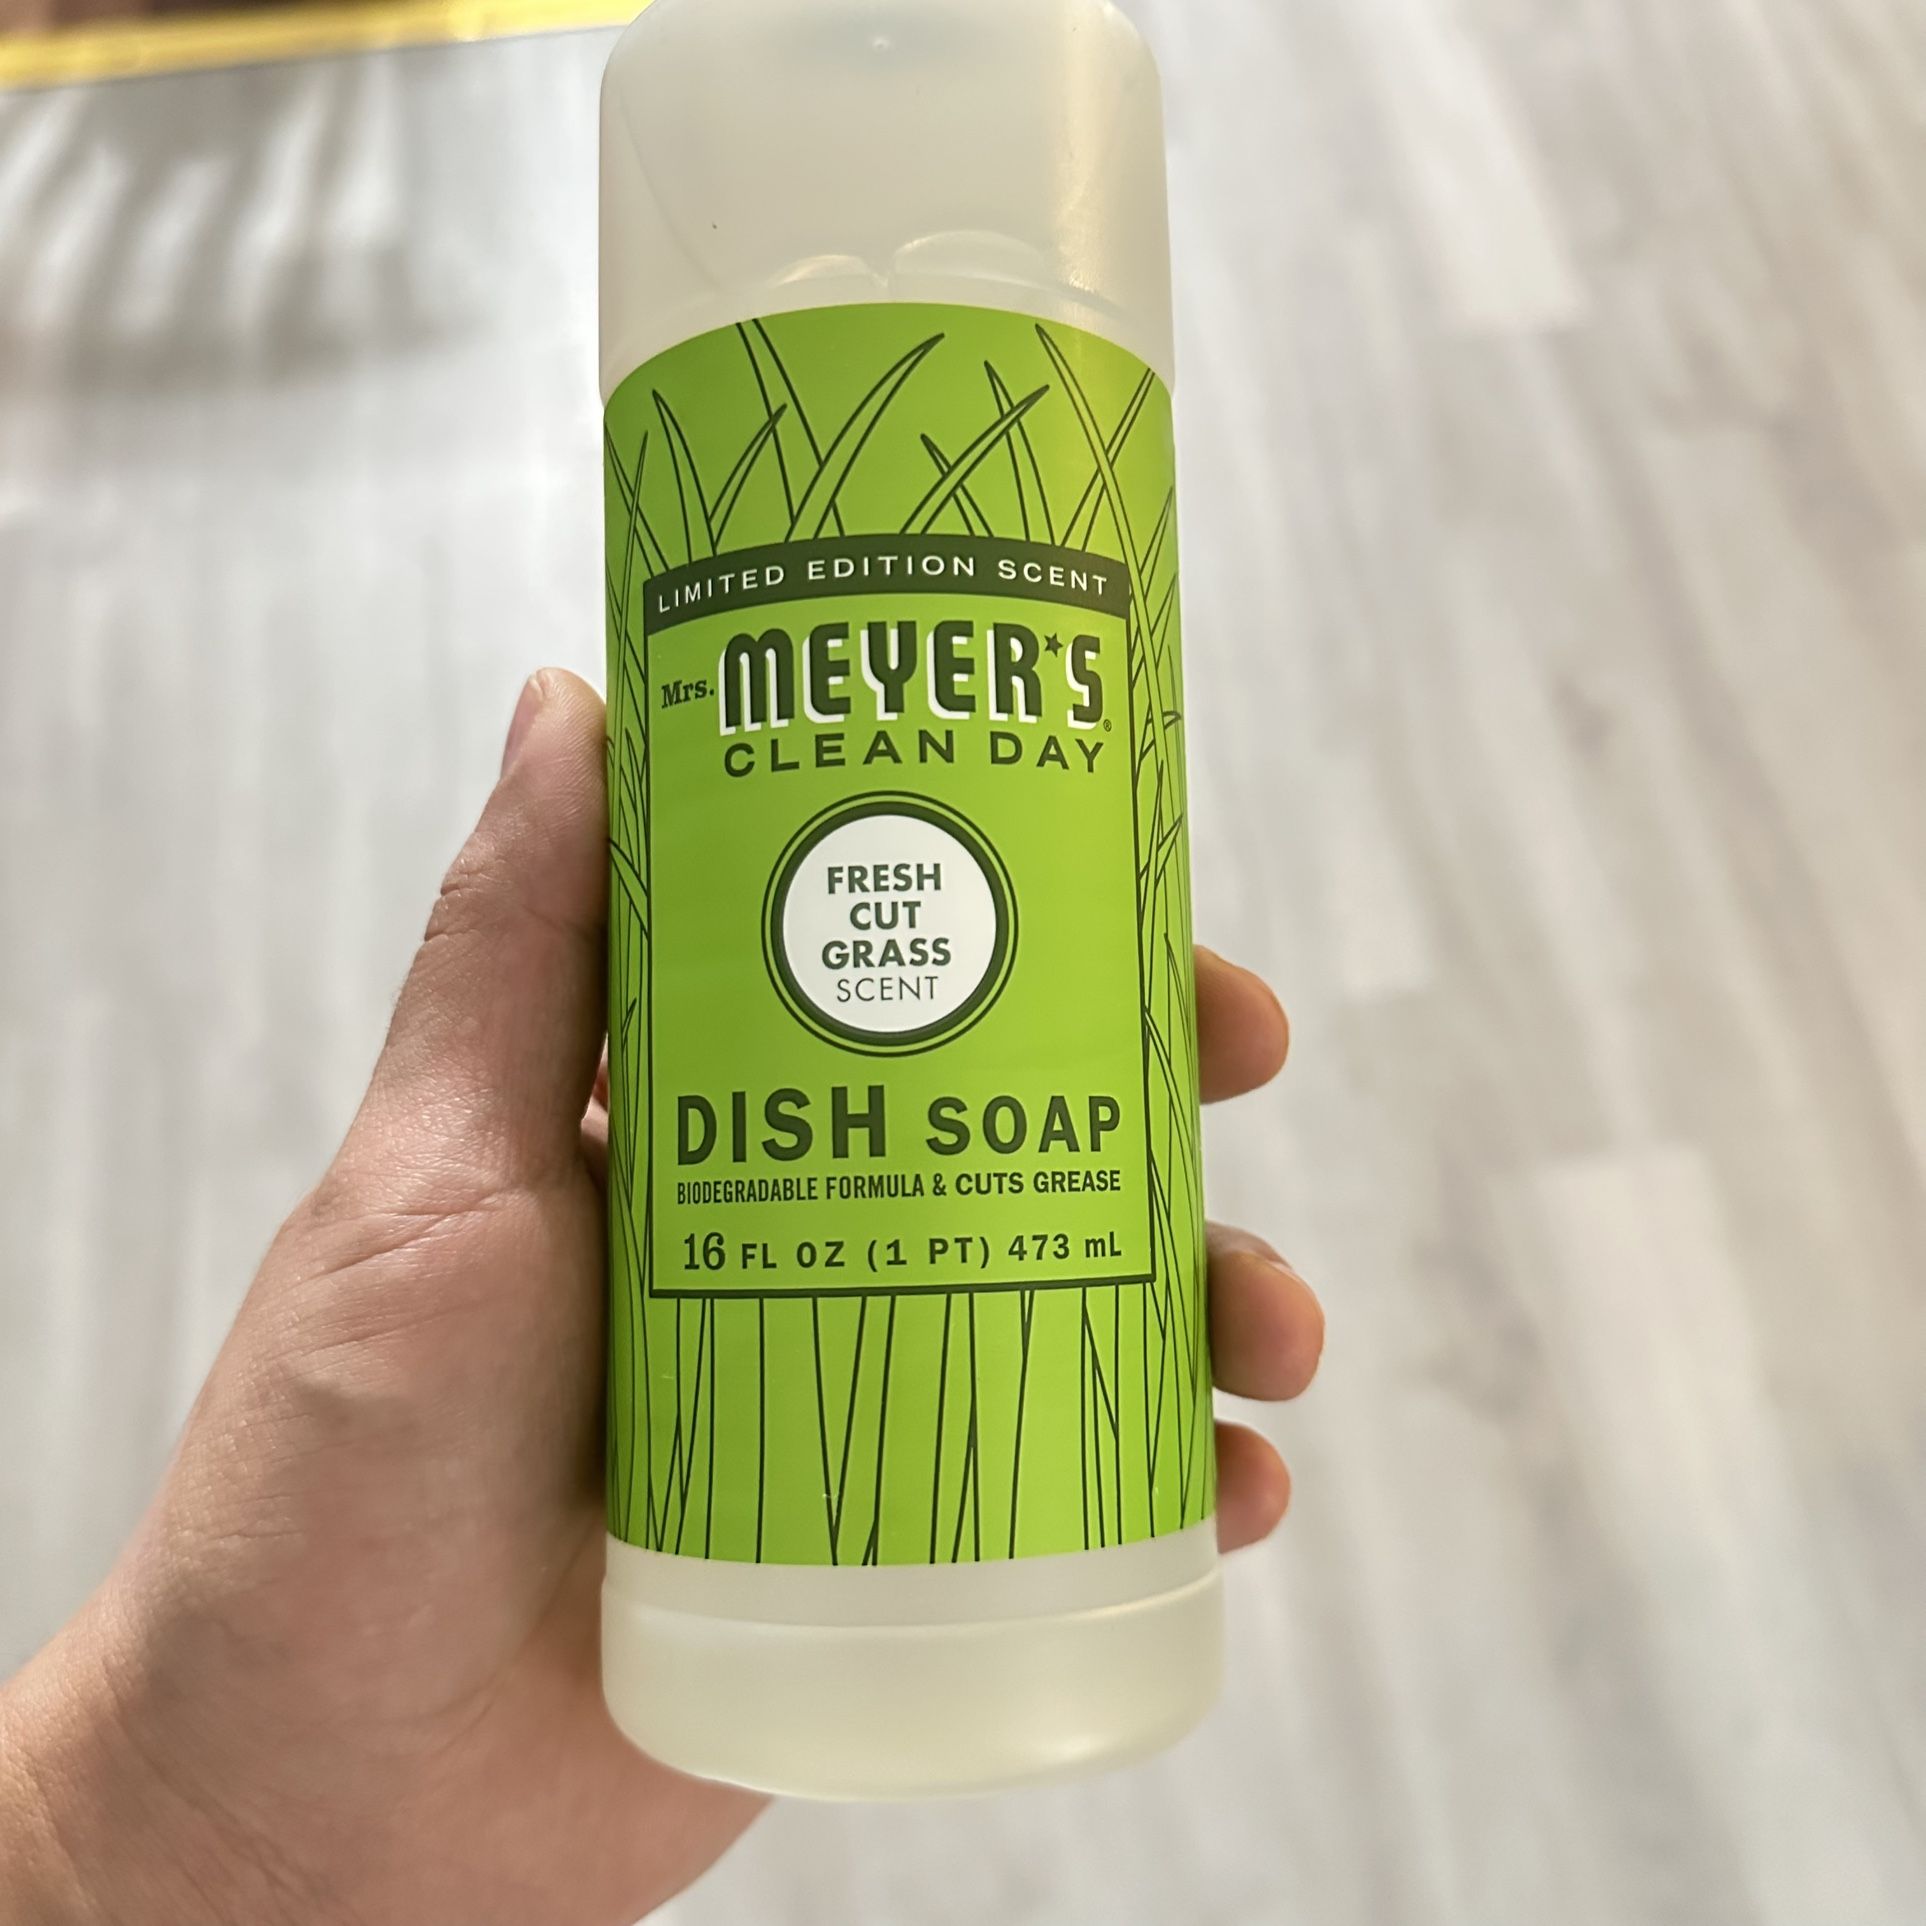 LIMITED EDITION SCENT
Mrs. MEYER'S®
CLEAN DAY
FRESH
CUT
GRASS
SCENT
DISH SOAP
BIODEGRADABLE FORMULA & CUTS GREASE
16 FL OZ (1 PT) 473 mL